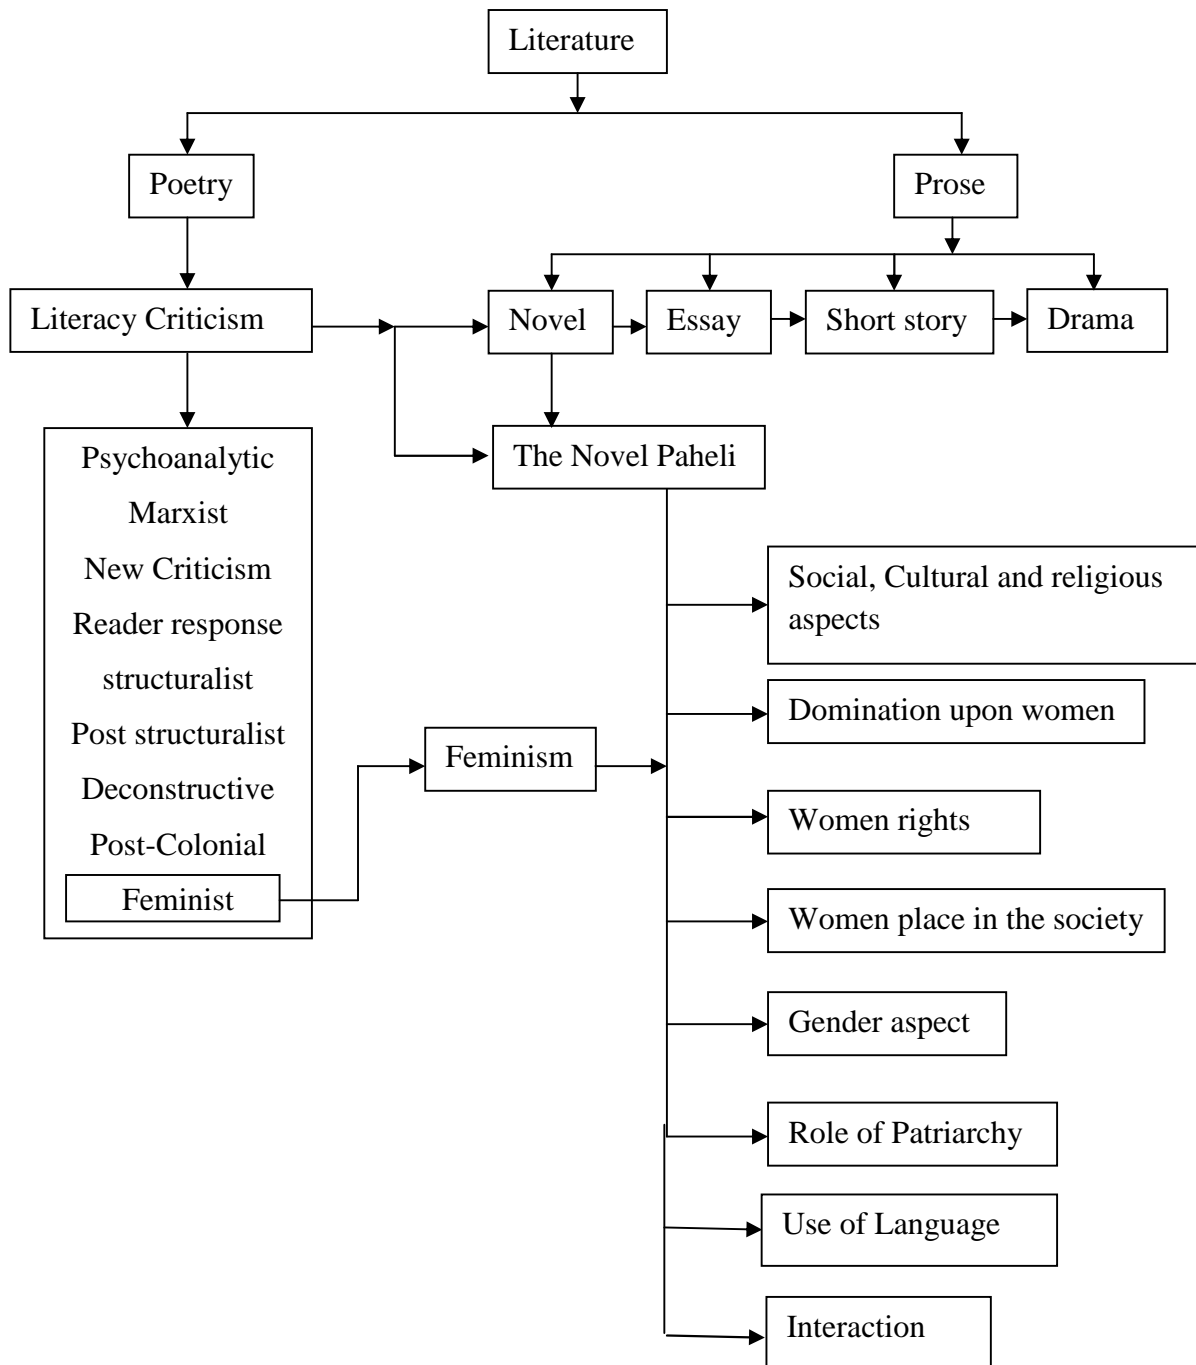 Literature
Poetry
Prose
Literacy Criticism
Novel
Essay
Short story
Drama
The Novel Paheli
Psychoanalytic
Marxist
New Criticism
Reader response
structuralist
Post structuralist
Deconstructive
Post-Colonial
Feminist
Feminism
Social, Cultural and religious
aspects
Domination upon women
Women rights
Women place in the society
Gender aspect
Role of Patriarchy
Use of Language
Interaction